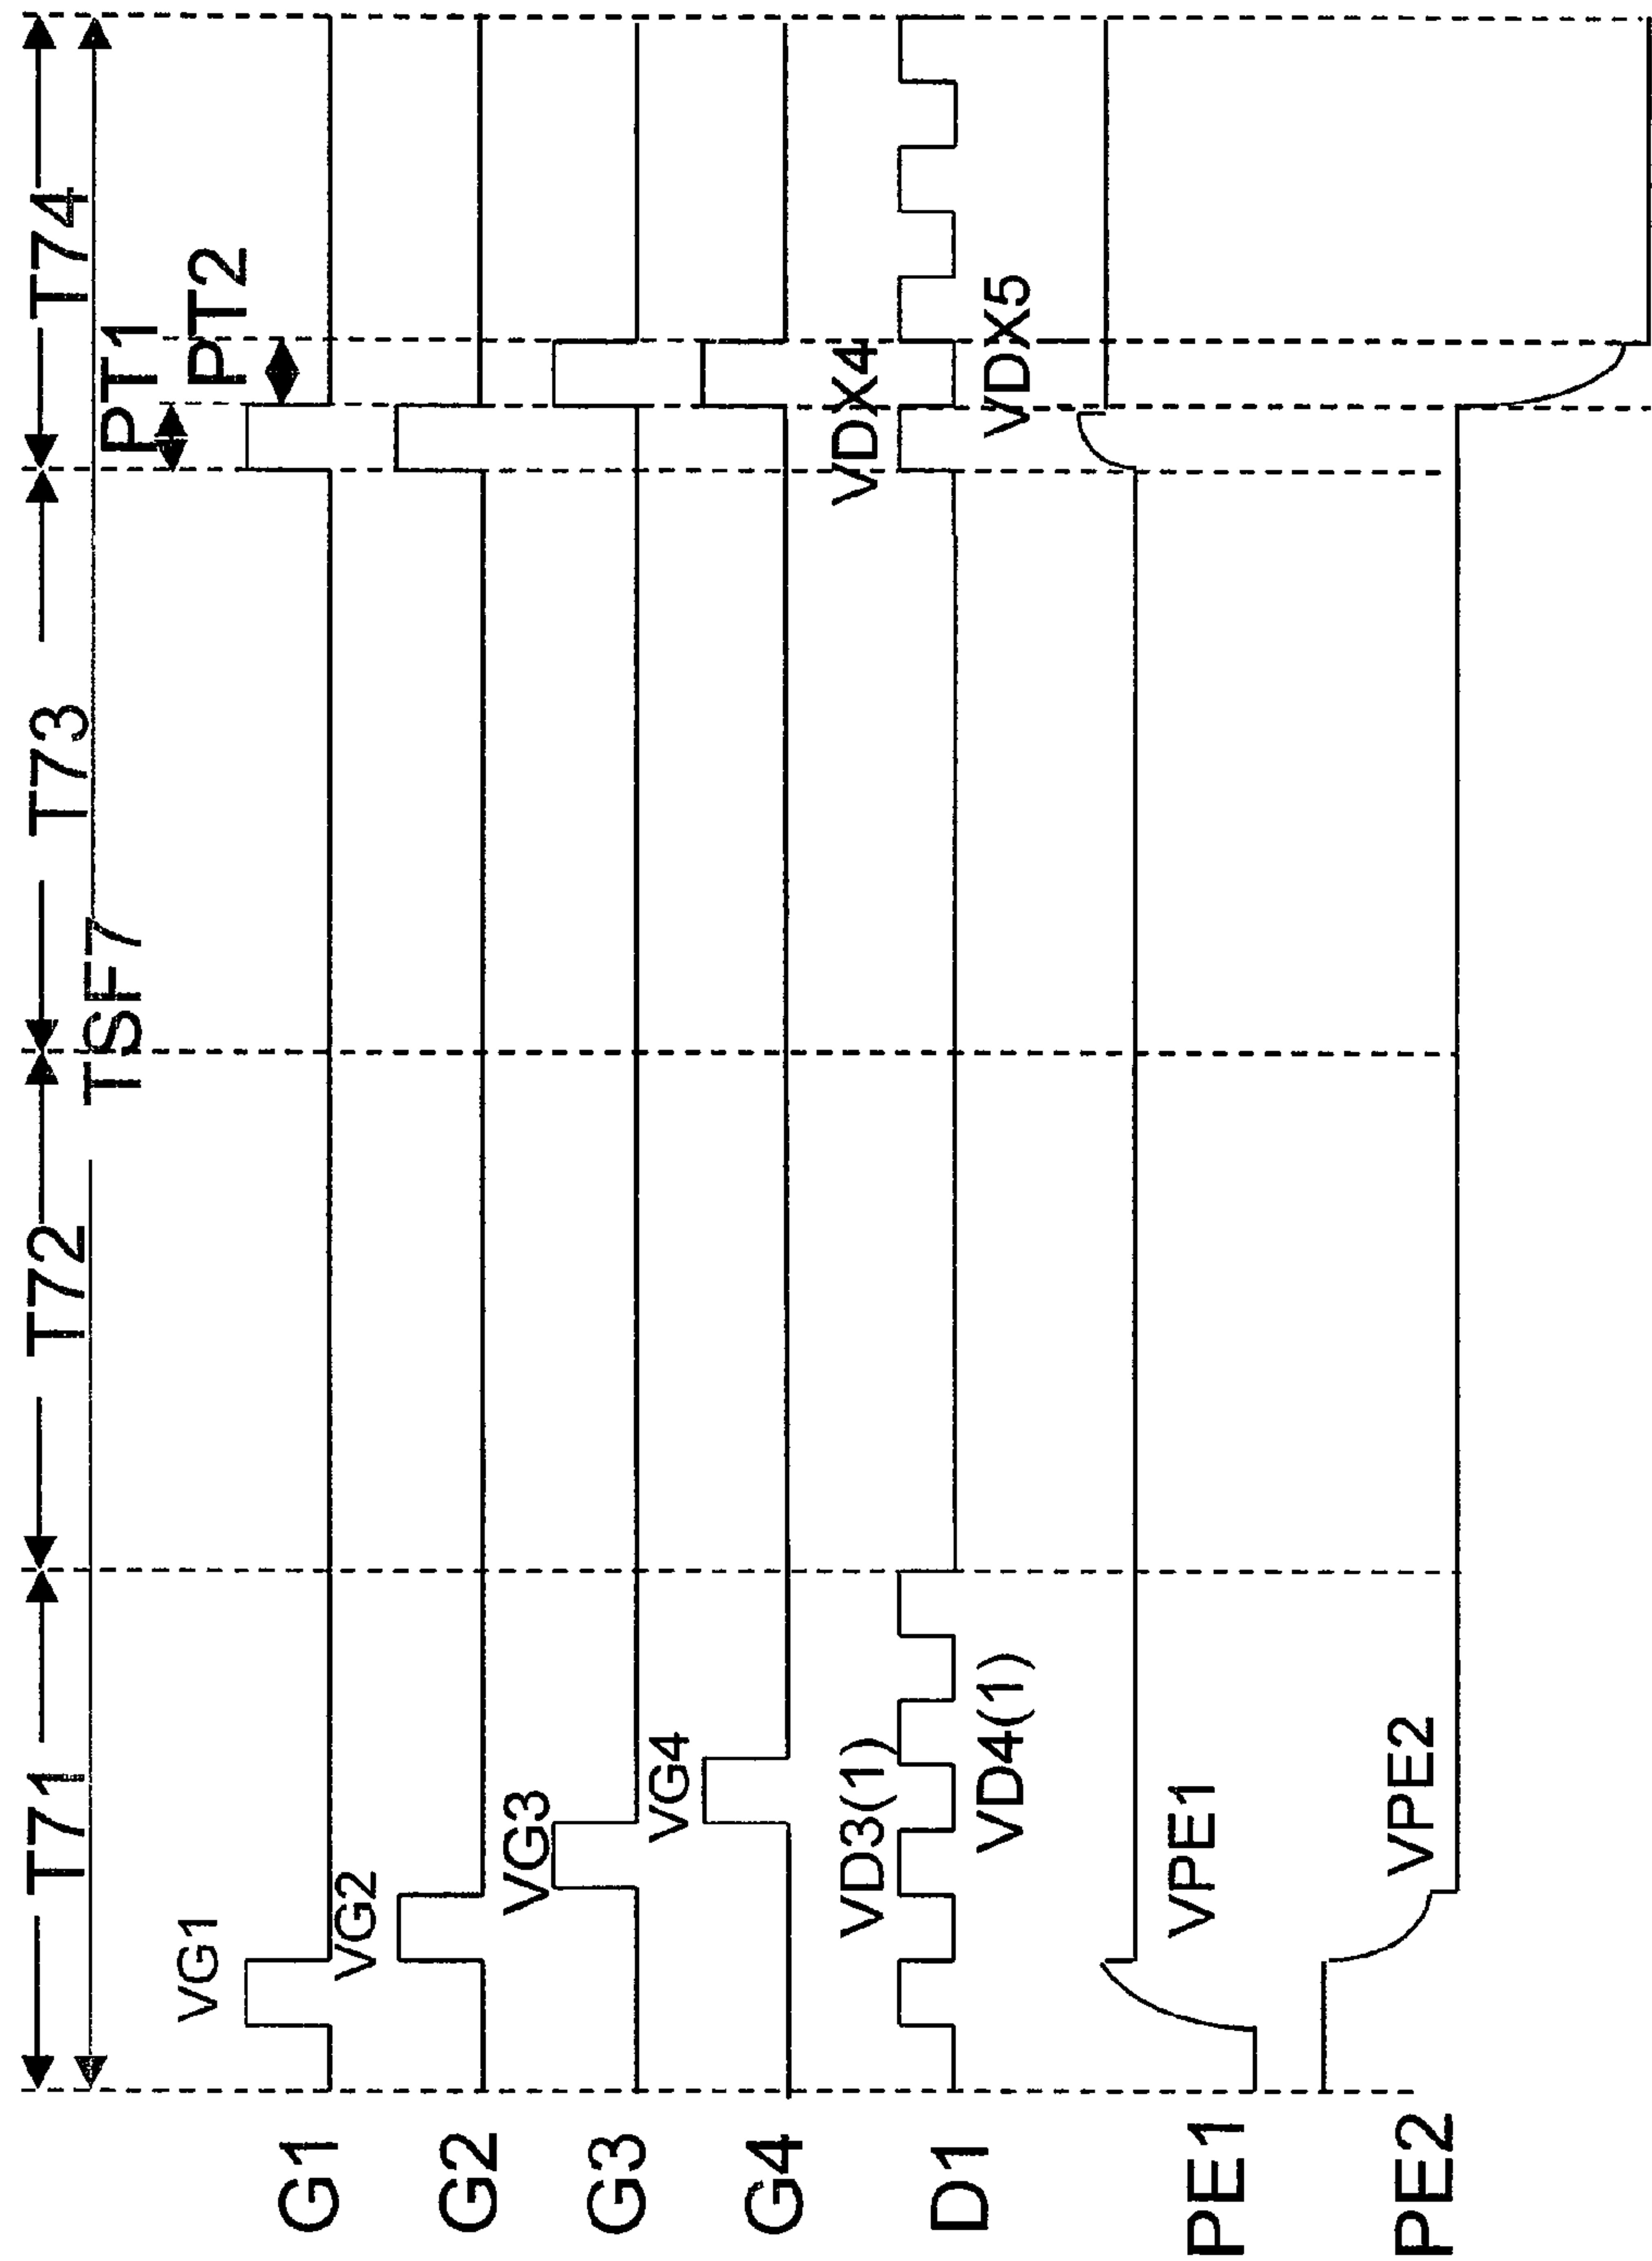 T71 T72 T73 T74
TSF7
PT1
PT2
G1 VG1
G2 VG2
G3 VG3
G4 VG4
D1 VD3(1) VDX4
VD4(1) VDX5
PE1 VPE1
PE2 VPE2